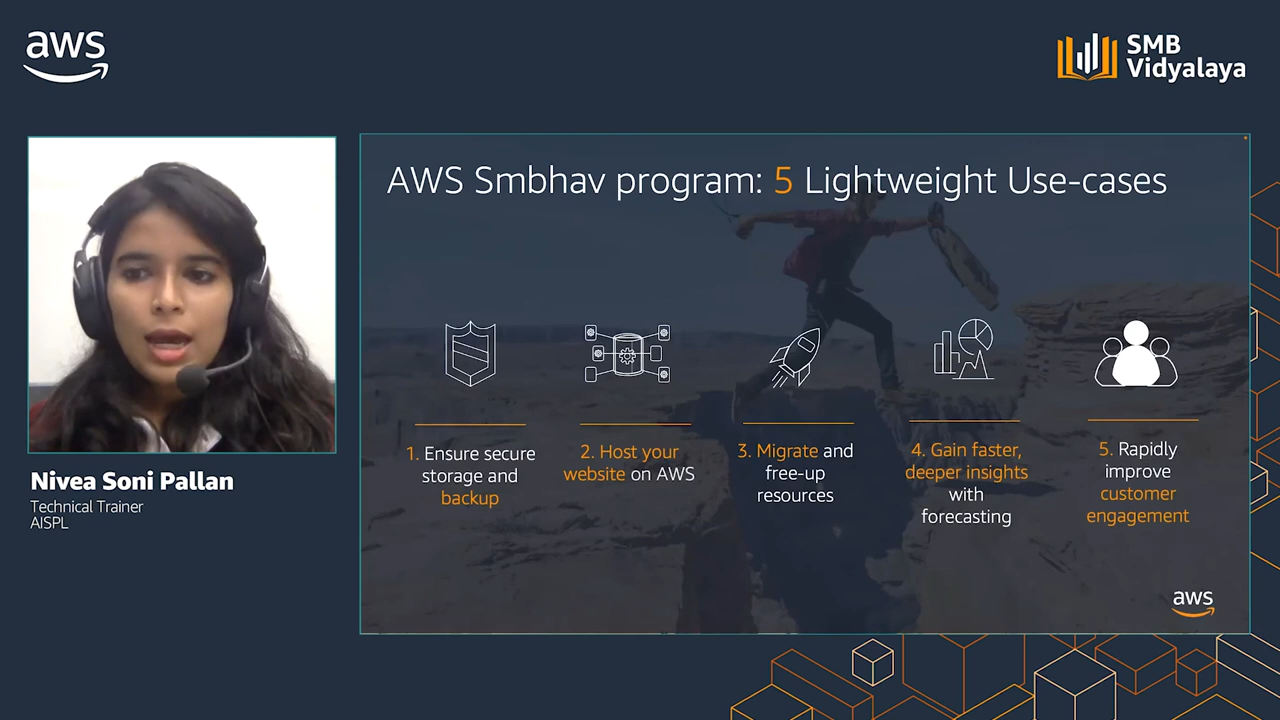 aws
SMB
Vidyalaya
AWS Smbhav program: 5 Lightweight Use-cases
1. Ensure secure
storage and
backup
2. Host your
website on AWS
3. Migrate and
free-up
resources
4. Gain faster,
deeper insights
with
forecasting
5. Rapidly
improve
customer
engagement
aws
Nivea Soni Pallan
Technical Trainer
AISPL